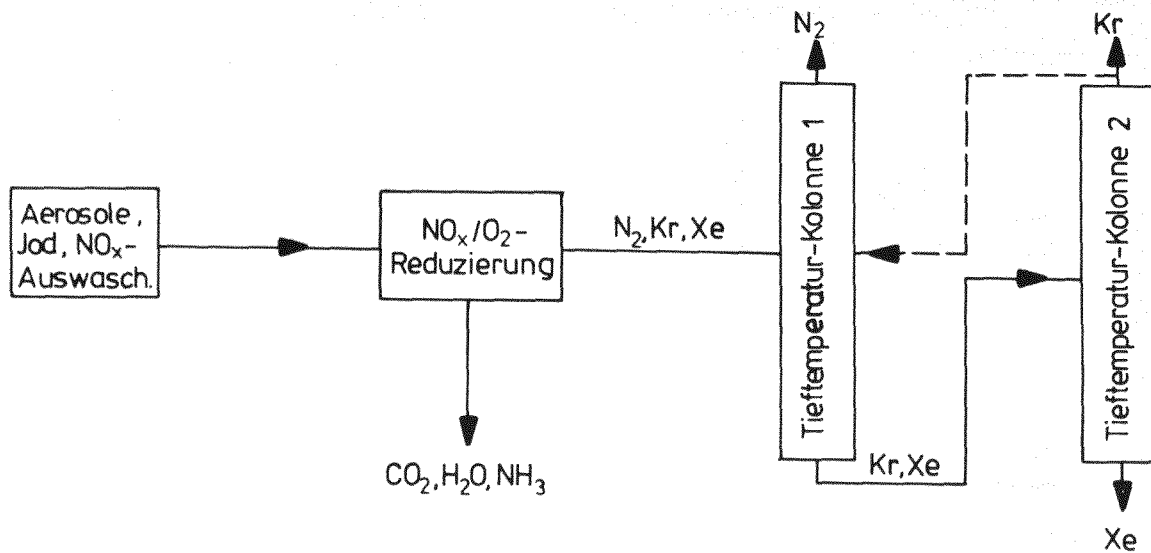 Aerosole,
Jod, NOₓ-
Auswasch.
NOₓ/O₂-
Reduzierung
CO₂, H₂O, NH₃
N₂, Kr, Xe
N₂
Tieftemperatur-Kolonne 1
Kr, Xe
Kr
Tieftemperatur-Kolonne 2
Xe